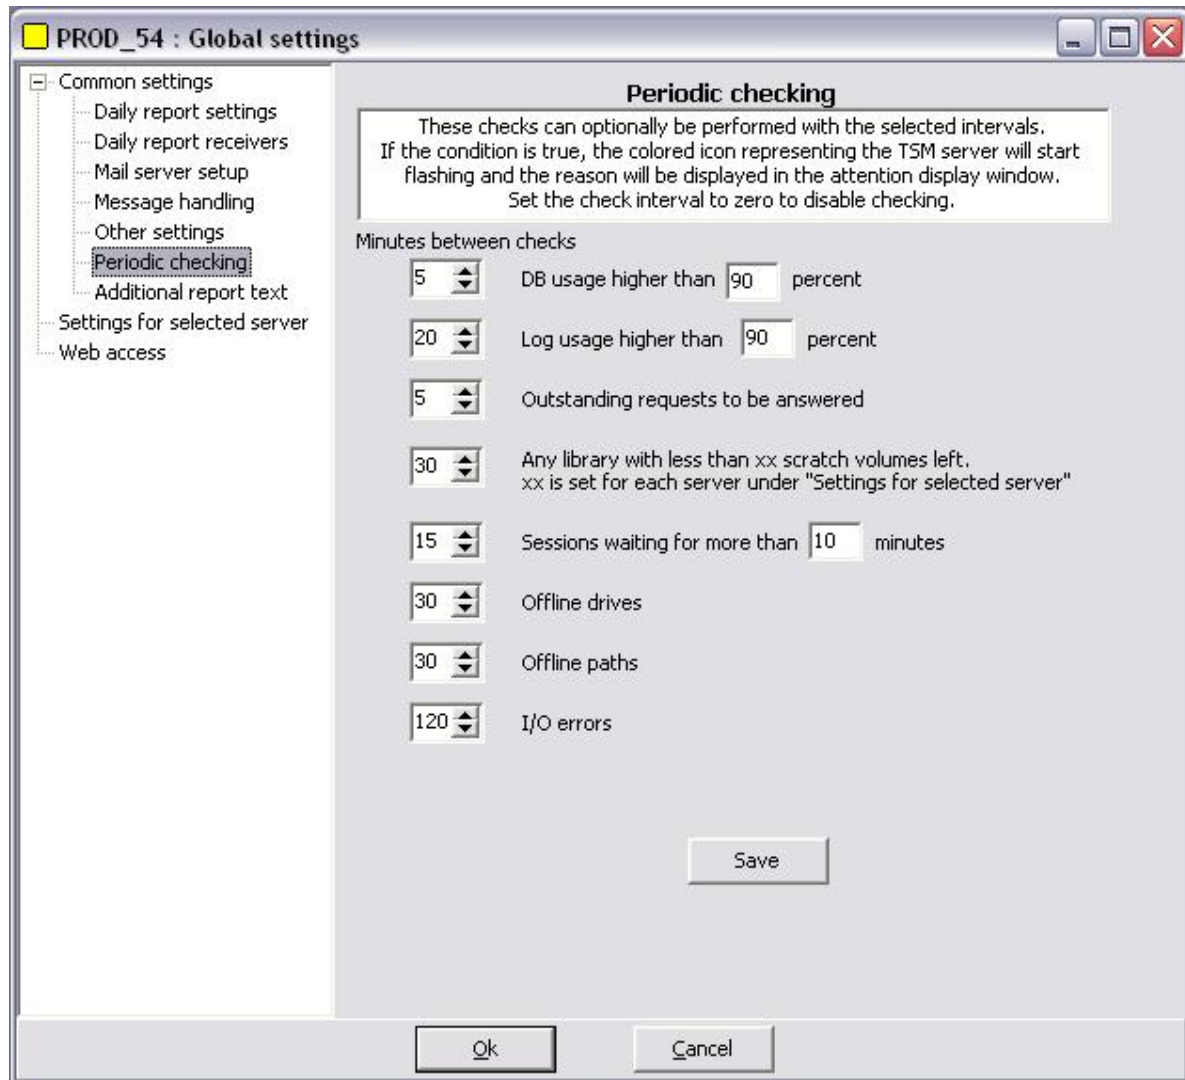 PROD_54 : Global settings
Common settings
Daily report settings
Daily report receivers
Mail server setup
Message handling
Other settings
Periodic checking
Additional report text
Settings for selected server
Web access
Periodic checking
These checks can optionally be performed with the selected intervals.
If the condition is true, the colored icon representing the TSM server will start
flashing and the reason will be displayed in the attention display window.
Set the check interval to zero to disable checking.
Minutes between checks
5 DB usage higher than 90 percent
20 Log usage higher than 90 percent
5 Outstanding requests to be answered
30 Any library with less than xx scratch volumes left.
xx is set for each server under "Settings for selected server"
15 Sessions waiting for more than 10 minutes
30 Offline drives
30 Offline paths
120 I/O errors
Save
Ok Cancel